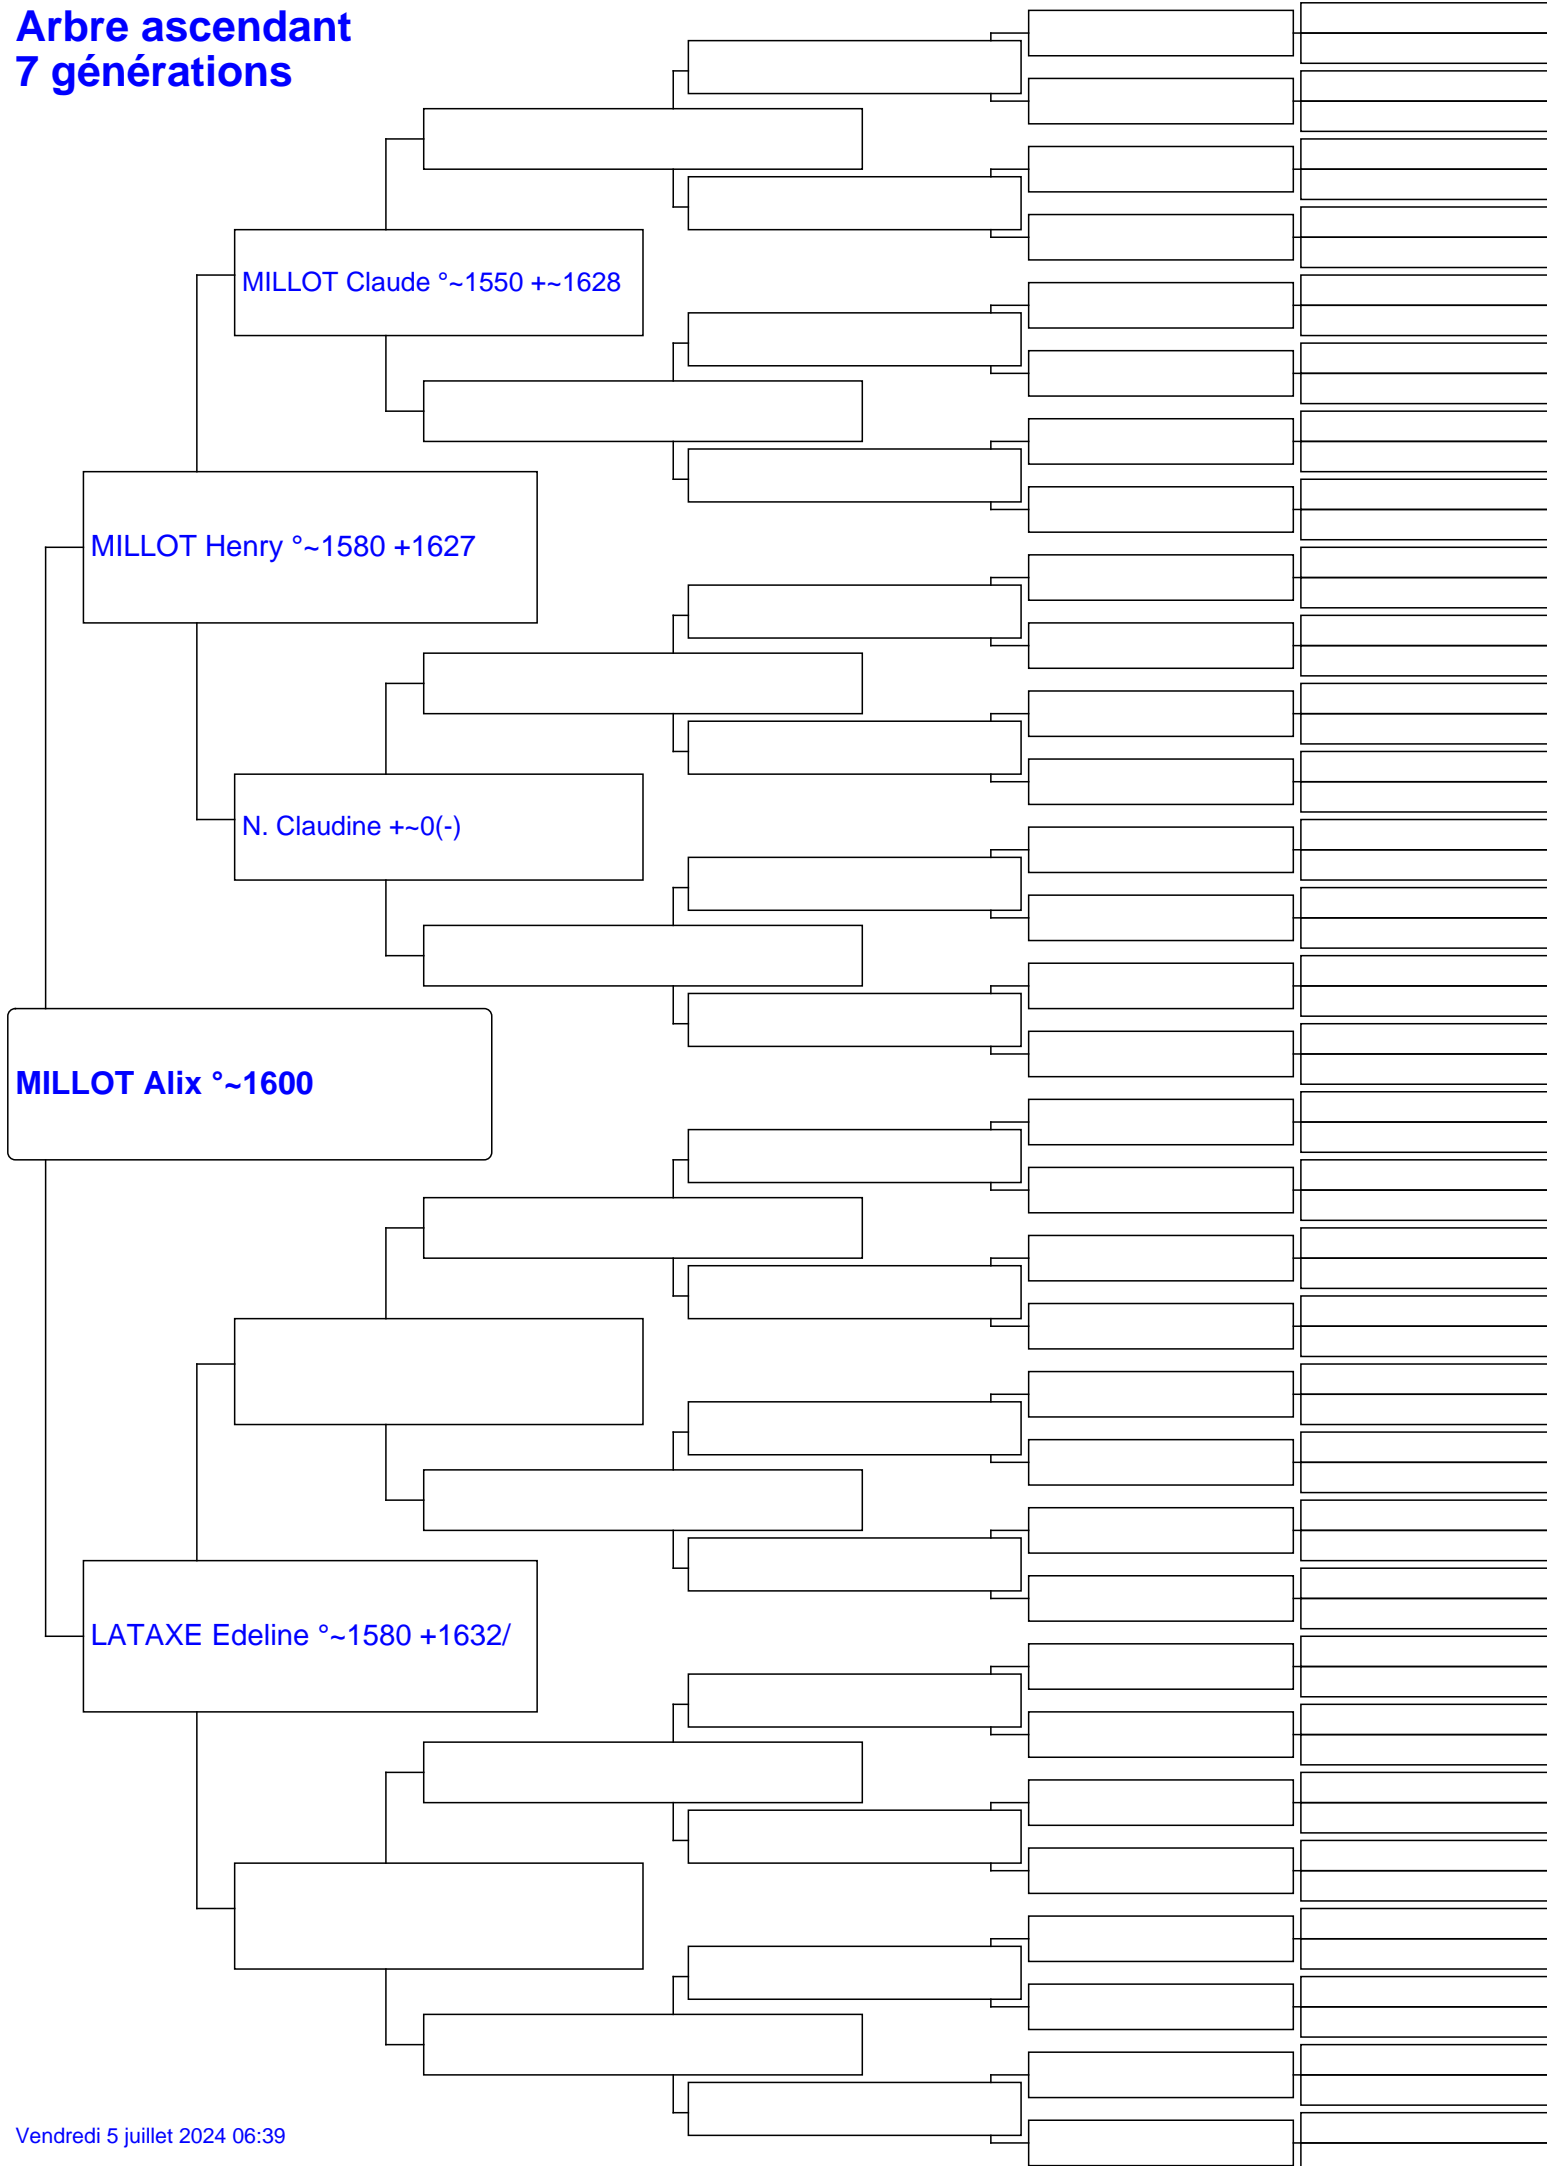 Arbre ascendant
7 générations
MILLOT Claude °~1550 +~1628
MILLOT Henry °~1580 +1627
N. Claudine +~0(-)
MILLOT Alix °~1600
LATAXE Edeline °~1580 +1632/
Vendredi 5 juillet 2024 06:39